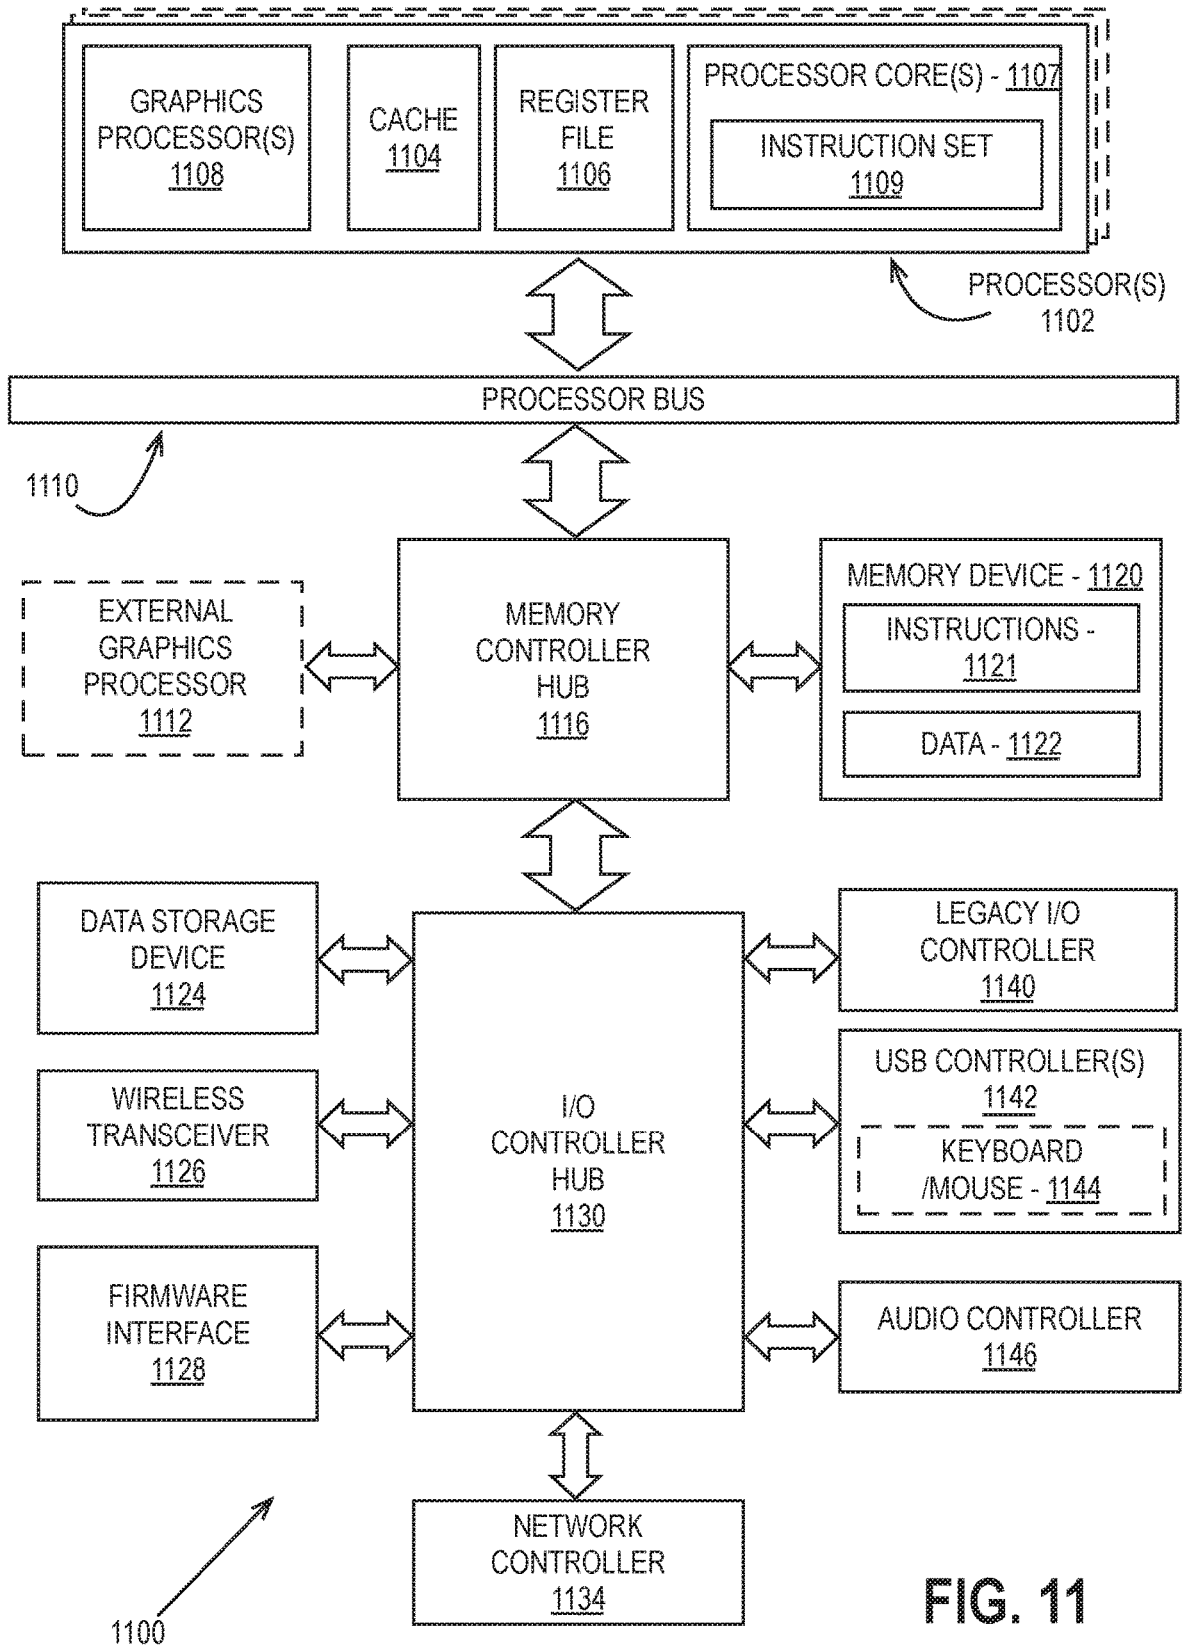 GRAPHICS
PROCESSOR(S)
1108
CACHE
1104
REGISTER
FILE
1106
PROCESSOR CORE(S) - 1107
INSTRUCTION SET
1109
PROCESSOR(S)
1102
PROCESSOR BUS
1110
EXTERNAL
GRAPHICS
PROCESSOR
1112
MEMORY
CONTROLLER
HUB
1116
MEMORY DEVICE - 1120
INSTRUCTIONS -
1121
DATA - 1122
DATA STORAGE
DEVICE
1124
WIRELESS
TRANSCEIVER
1126
FIRMWARE
INTERFACE
1128
I/O
CONTROLLER
HUB
1130
LEGACY I/O
CONTROLLER
1140
USB CONTROLLER(S)
1142
KEYBOARD
/MOUSE - 1144
AUDIO CONTROLLER
1146
NETWORK
CONTROLLER
1134
1100
FIG. 11